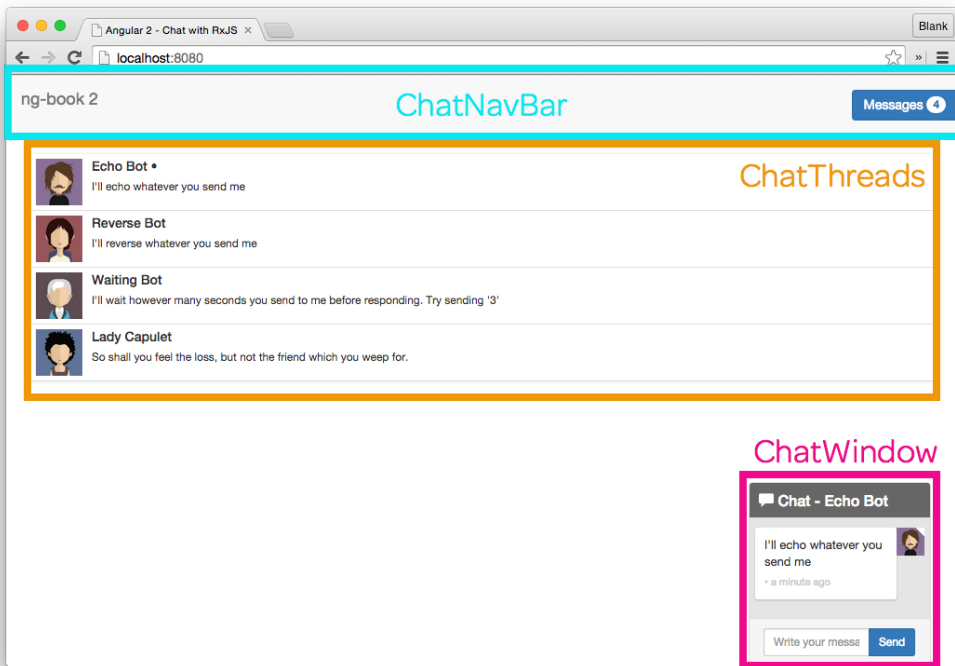 Angular 2 - Chat with RxJS
Blank
localhost:8080
ng-book 2
ChatNavBar
Messages 4
ChatThreads
Echo Bot •
I'll echo whatever you send me
Reverse Bot
I'll reverse whatever you send me
Waiting Bot
I'll wait however many seconds you send to me before responding. Try sending '3'
Lady Capulet
So shall you feel the loss, but not the friend which you weep for.
ChatWindow
Chat - Echo Bot
I'll echo whatever you
send me
• a minute ago
Write your messa
Send